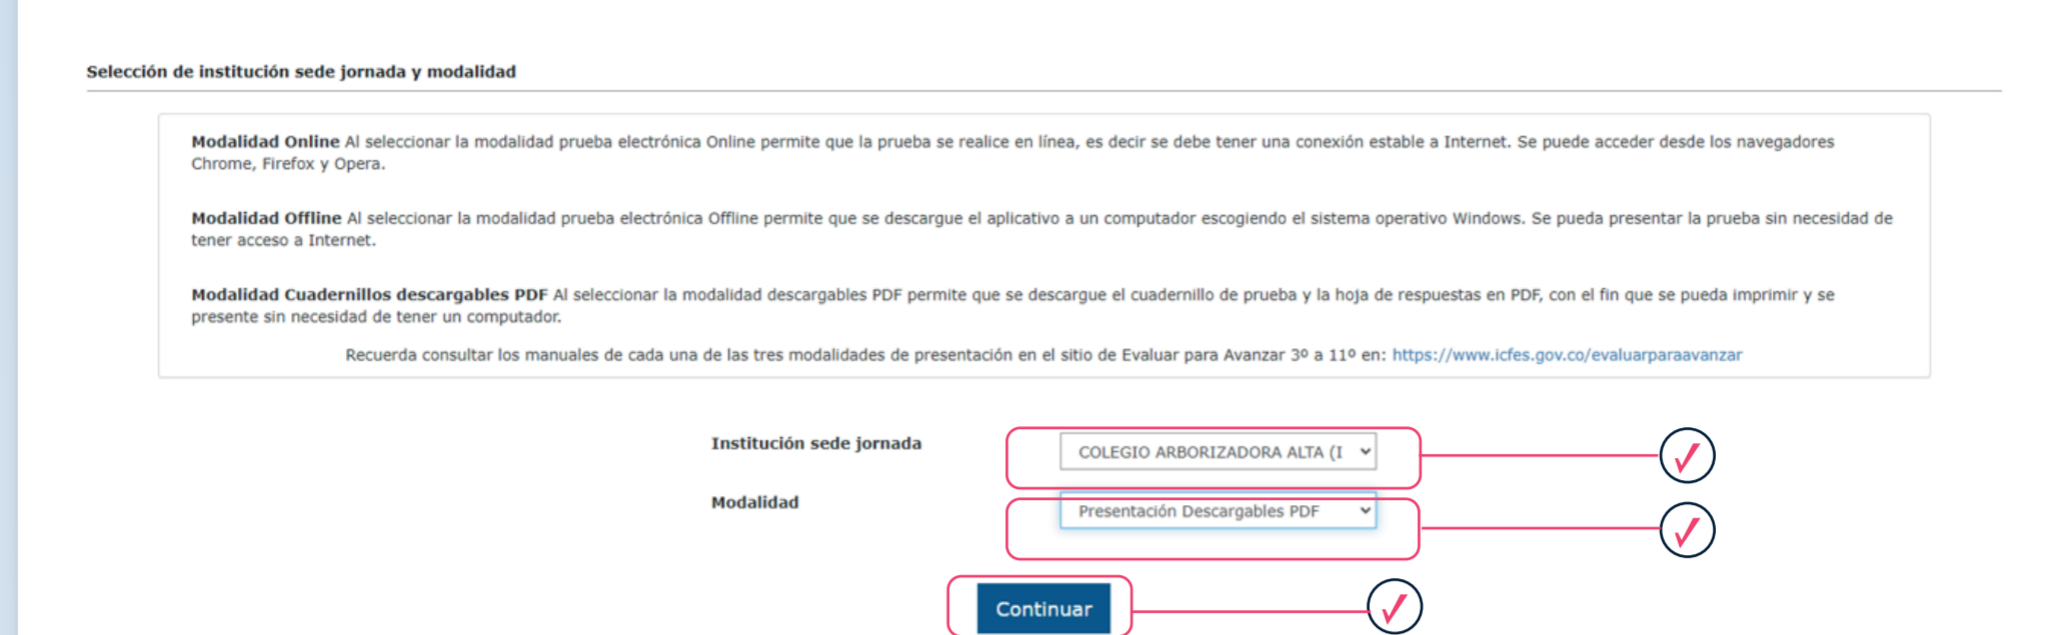 Selección de institución sede jornada y modalidad
Modalidad Online Al seleccionar la modalidad prueba electrónica Online permite que la prueba se realice en línea, es decir se debe tener una conexión estable a Internet. Se puede acceder desde los navegadores
Chrome, Firefox y Opera.
Modalidad Offline Al seleccionar la modalidad prueba electrónica Offline permite que se descargue el aplicativo a un computador escogiendo el sistema operativo Windows. Se pueda presentar la prueba sin necesidad de
tener acceso a Internet.
Modalidad Cuadernillos descargables PDF Al seleccionar la modalidad descargables PDF permite que se descargue el cuadernillo de prueba y la hoja de respuestas en PDF, con el fin que se pueda imprimir y se
presente sin necesidad de tener un computador.
Recuerda consultar los manuales de cada una de las tres modalidades de presentación en el sitio de Evaluar para Avanzar 3º a 11º en: https://www.icfes.gov.co/evaluarparaavanzar
Institución sede jornada COLEGIO ARBORIZADORA ALTA (I
Modalidad Presentación Descargables PDF
Continuar